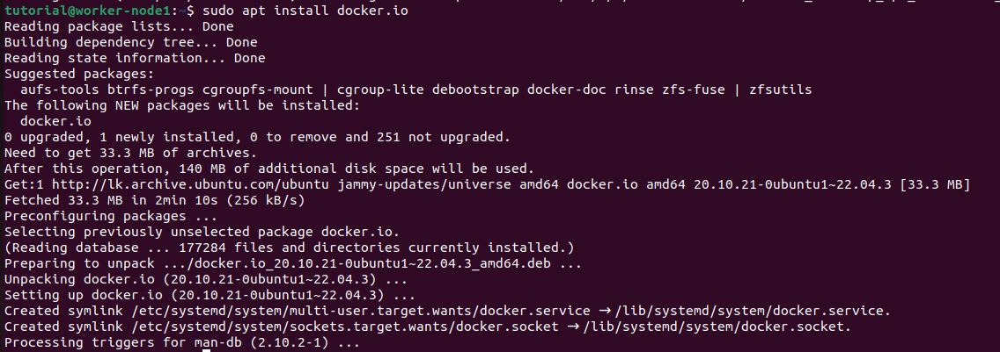 tutorial@worker-node1:~$ sudo apt install docker.io
Reading package lists... Done
Building dependency tree... Done
Reading state information... Done
Suggested packages:
  aufs-tools btrfs-progs cgroupfs-mount | cgroup-lite debootstrap docker-doc rinse zfs-fuse | zfsutils
The following NEW packages will be installed:
  docker.io
0 upgraded, 1 newly installed, 0 to remove and 251 not upgraded.
Need to get 33.3 MB of archives.
After this operation, 140 MB of additional disk space will be used.
Get:1 http://lk.archive.ubuntu.com/ubuntu jammy-updates/universe amd64 docker.io amd64 20.10.21-0ubuntu1~22.04.3 [33.3 MB]
Fetched 33.3 MB in 2min 10s (256 kB/s)
Preconfiguring packages ...
Selecting previously unselected package docker.io.
(Reading database ... 177284 files and directories currently installed.)
Preparing to unpack .../docker.io_20.10.21-0ubuntu1~22.04.3_amd64.deb ...
Unpacking docker.io (20.10.21-0ubuntu1~22.04.3) ...
Setting up docker.io (20.10.21-0ubuntu1~22.04.3) ...
Created symlink /etc/systemd/system/multi-user.target.wants/docker.service → /lib/systemd/system/docker.service.
Created symlink /etc/systemd/system/sockets.target.wants/docker.socket → /lib/systemd/system/docker.socket.
Processing triggers for man-db (2.10.2-1) ...